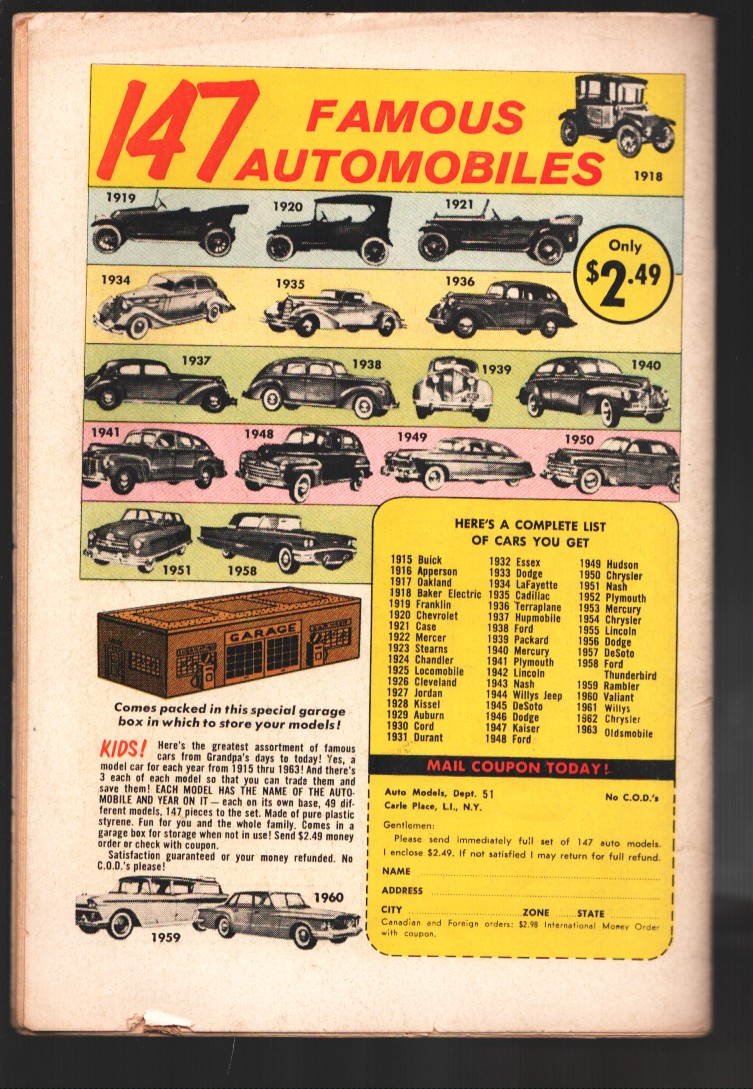 147 FAMOUS
AUTOMOBILES
1918
1919
1920
1921
Only
$2.49
1934
1935
1936
1937
1938
1939
1940
1941
1948
1949
1950
1951
1958
GARAGE
Comes packed in this special garage
box in which to store your models!
KIDS! Here's the greatest assortment of famous
cars from Grandpa's days to today! Yes, a
model car for each year from 1915 thru 1963! And there's
3 each of each model so that you can trade them and
save them! EACH MODEL HAS THE NAME OF THE AUTO-
MOBILE AND YEAR ON IT — each on its own base, 49 dif-
ferent models, 147 pieces to the set. Made of pure plastic
styrene. Fun for you and the whole family. Comes in a
garage box for storage when not in use! Send $2.49 money
order or check with coupon.
Satisfaction guaranteed or your money refunded. No
C.O.D.'s please!
1959
1960
HERE'S A COMPLETE LIST
OF CARS YOU GET
1915 Buick
1916 Apperson
1917 Oakland
1918 Baker Electric
1919 Franklin
1920 Chevrolet
1921 Case
1922 Mercer
1923 Stearns
1924 Chandler
1925 Locomobile
1926 Cleveland
1927 Jordan
1928 Kissel
1929 Auburn
1930 Cord
1931 Durant
1932 Essex
1933 Dodge
1934 LaFayette
1935 Cadillac
1936 Terraplane
1937 Hupmobile
1938 Ford
1939 Packard
1940 Mercury
1941 Plymouth
1942 Lincoln
1943 Nash
1944 Willys Jeep
1945 DeSoto
1946 Dodge
1947 Kaiser
1948 Ford
1949 Hudson
1950 Chrysler
1951 Nash
1952 Plymouth
1953 Mercury
1954 Chrysler
1955 Lincoln
1956 Dodge
1957 DeSoto
1958 Ford
Thunderbird
1959 Rambler
1960 Valiant
1961 Willys
1962 Chrysler
1963 Oldsmobile
MAIL COUPON TODAY!
Auto Models, Dept. 51 No C.O.D.'s
Carle Place, L.I., N.Y.
Gentlemen:
Please send immediately full set of 147 auto models.
I enclose $2.49. If not satisfied I may return for full refund.
NAME
ADDRESS
CITY ZONE STATE
Canadian and Foreign orders: $2.98 International Money Order
with coupon.